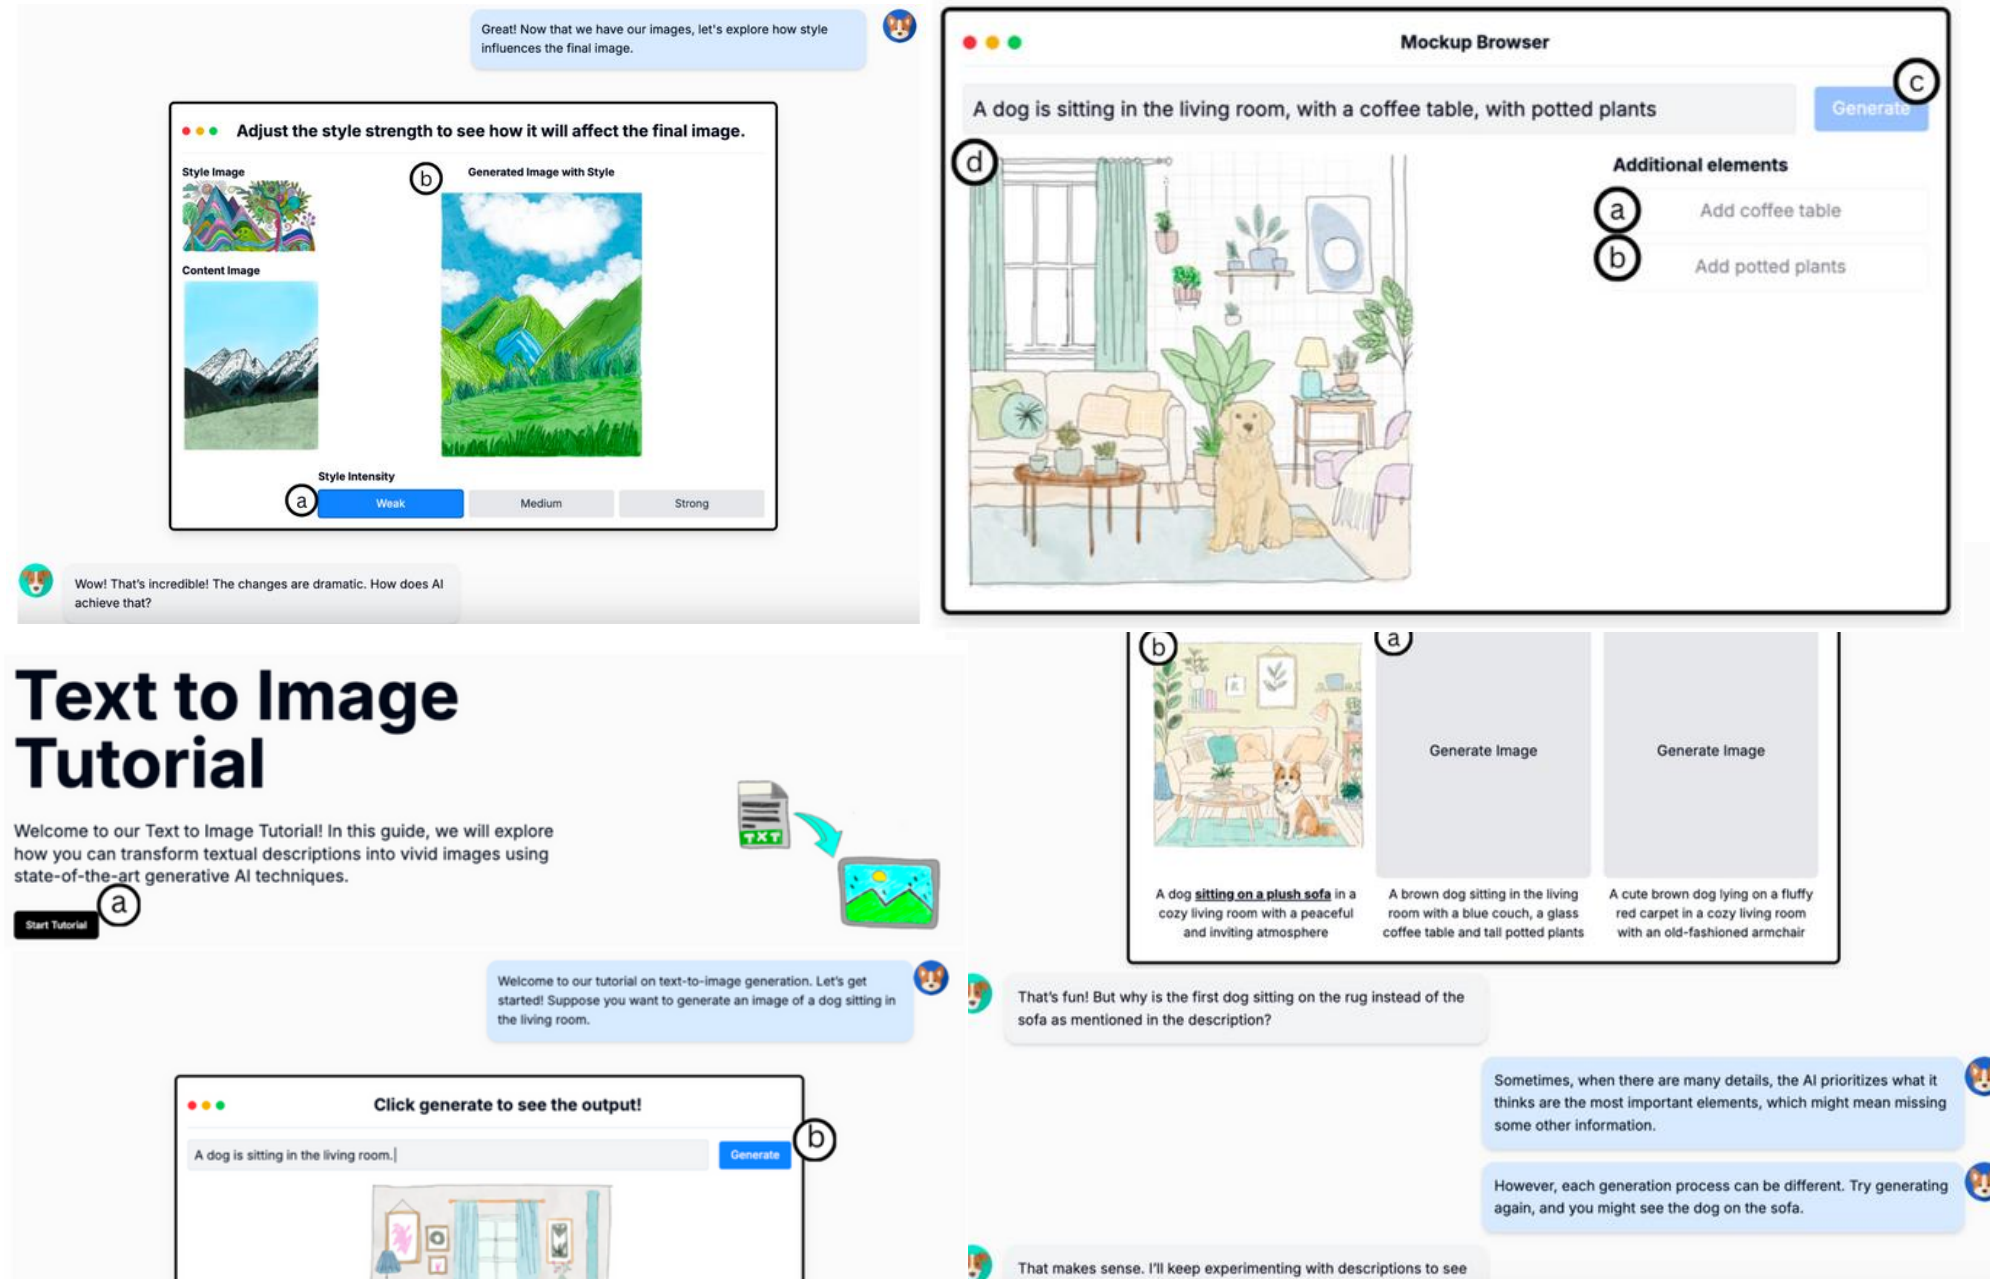 Great! Now that we have our images, let's explore how style
influences the final image.
Adjust the style strength to see how it will affect the final image.
Style Image
b
Generated Image with Style
Content Image
Style Intensity
a
Weak
Medium
Strong
Wow! That's incredible! The changes are dramatic. How does AI
achieve that?
Mockup Browser
c
A dog is sitting in the living room, with a coffee table, with potted plants
Generate
d
Additional elements
a
Add coffee table
b
Add potted plants
Text to Image
Tutorial
Welcome to our Text to Image Tutorial! In this guide, we will explore
how you can transform textual descriptions into vivid images using
state-of-the-art generative AI techniques.
a
Start Tutorial
TXT
Welcome to our tutorial on text-to-image generation. Let's get
started! Suppose you want to generate an image of a dog sitting in
the living room.
Click generate to see the output!
b
A dog is sitting in the living room.
Generate
b
a
Generate Image
Generate Image
A dog sitting on a plush sofa in a
cozy living room with a peaceful
and inviting atmosphere
A brown dog sitting in the living
room with a blue couch, a glass
coffee table and tall potted plants
A cute brown dog lying on a fluffy
red carpet in a cozy living room
with an old-fashioned armchair
That's fun! But why is the first dog sitting on the rug instead of the
sofa as mentioned in the description?
Sometimes, when there are many details, the AI prioritizes what it
thinks are the most important elements, which might mean missing
some other information.
However, each generation process can be different. Try generating
again, and you might see the dog on the sofa.
That makes sense. I'll keep experimenting with descriptions to see